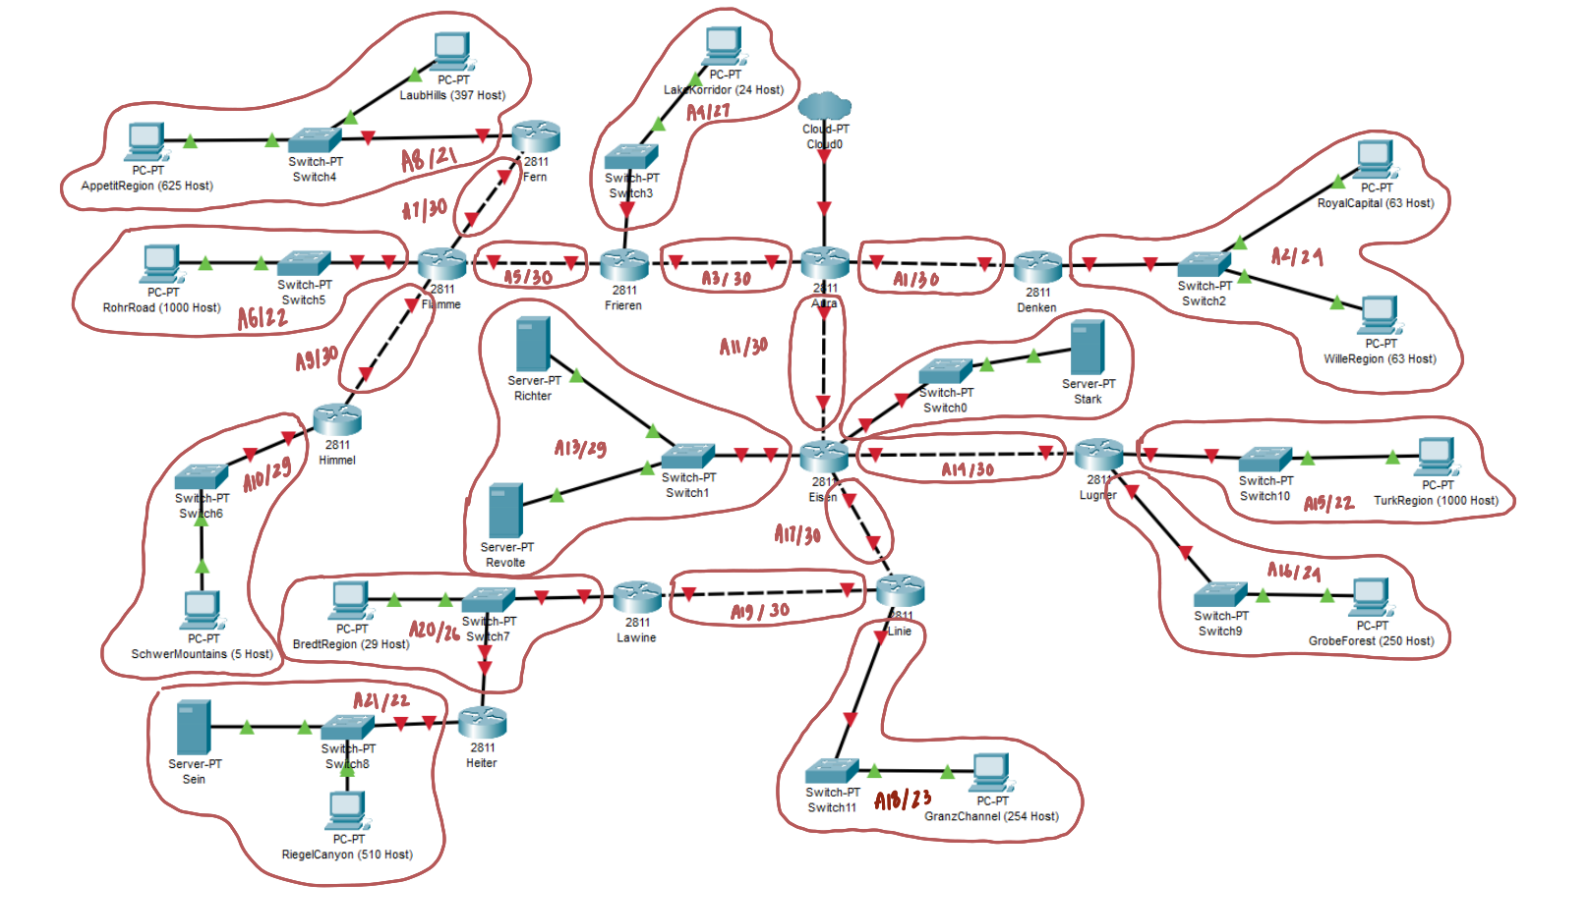 PC-PT
LaubHills (397 Host)
PC-PT
AppetitRegion (625 Host)
Switch-PT
Switch4
A8/21
2811
Fern
A7/30
PC-PT
LakeKorridor (24 Host)
A4/27
Switch-PT
Switch3
Cloud-PT
Cloud0
PC-PT
RoyalCapital (63 Host)
A2/24
Switch-PT
Switch2
PC-PT
WilleRegion (63 Host)
PC-PT
RohrRoad (1000 Host)
Switch-PT
Switch5
A6/22
2811
Flamme
A5/30
2811
Frieren
A3/30
2811
Aura
A1/30
2811
Denken
A9/30
A11/30
Server-PT
Richter
Switch-PT
Switch0
Server-PT
Stark
2811
Himmel
A10/29
Switch-PT
Switch6
A13/29
Switch-PT
Switch1
2811
Eisen
A14/30
2811
Lugner
Switch-PT
Switch10
A15/22
PC-PT
TurkRegion (1000 Host)
Server-PT
Revolte
A17/30
A16/24
Switch-PT
Switch9
PC-PT
GrobeForest (250 Host)
PC-PT
SchwerMountains (5 Host)
PC-PT
BredtRegion (29 Host)
A20/26
Switch-PT
Switch7
2811
Lawine
A19/30
2811
Linie
A21/22
Server-PT
Sein
Switch-PT
Switch8
2811
Heiter
PC-PT
RiegelCanyon (510 Host)
Switch-PT
Switch11
A18/23
PC-PT
GranzChannel (254 Host)